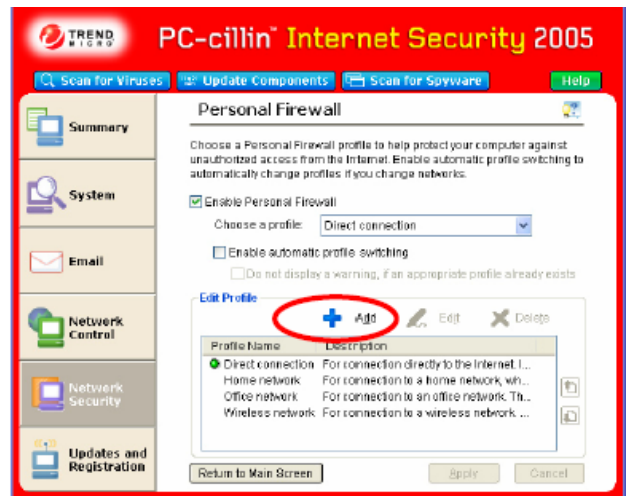 TREND MICRO
PC-cillin™ Internet Security 2005
Scan for Viruses
Update Components
Scan for Spyware
Help
Summary
System
Email
Network Control
Network Security
Updates and Registration
Personal Firewall
Choose a Personal Firewall profile to help protect your computer against
unauthorized access from the Internet. Enable automatic profile switching to
automatically change profiles if you change networks.
Enable Personal Firewall
Choose a profile: Direct connection
Enable automatic profile switching
Do not display a warning, if an appropriate profile already exists
Edit Profile
Add Edit Delete
Profile Name Description
Direct connection For connection directly to the Internet. I...
Home network For connection to a home network, wh...
Office network For connection to an office network. Th...
Wireless network For connection to a wireless network. ...
Return to Main Screen
Apply
Cancel